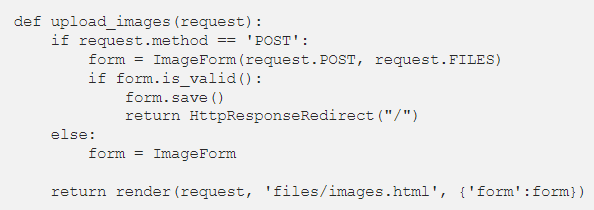 def upload_images(request):
    if request.method == 'POST':
        form = ImageForm(request.POST, request.FILES)
        if form.is_valid():
            form.save()
            return HttpResponseRedirect("/")
    else:
        form = ImageForm
    return render(request, 'files/images.html', {'form':form})